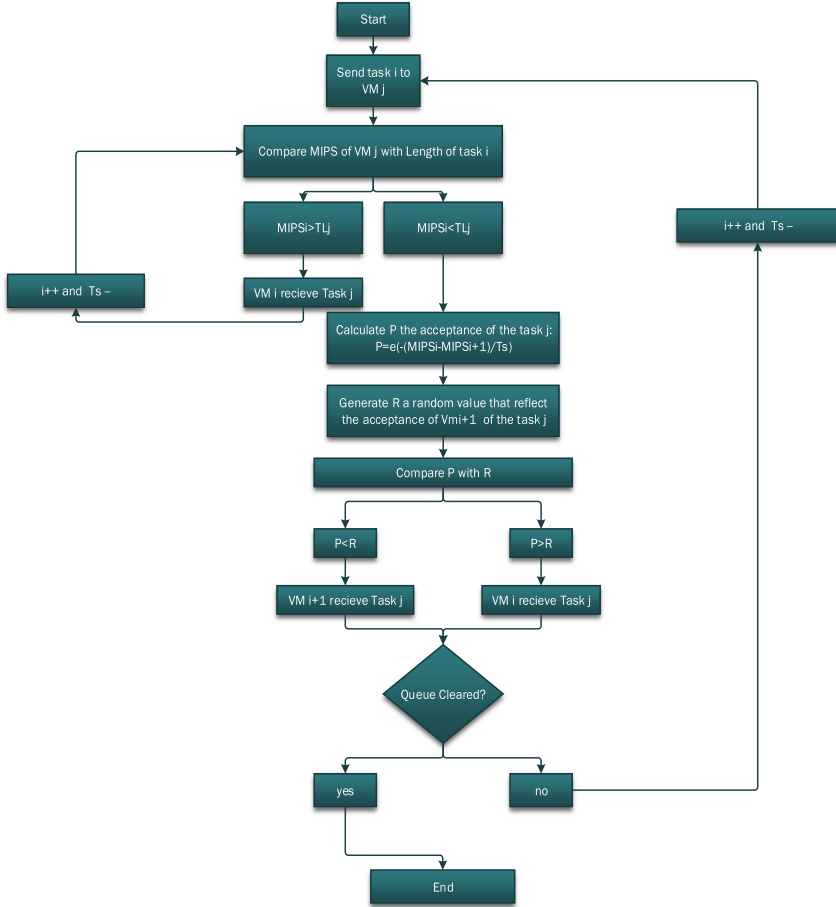 Start
Send task i to
VM j
Compare MIPS of VM j with Length of task i
MIPSi>TLj
MIPSi<TLj
i++ and Ts –
i++ and Ts –
VM i recieve Task j
Calculate P the acceptance of the task j:
P=e(-(MIPSi-MIPSi+1)/Ts)
Generate R a random value that reflect
the acceptance of Vmi+1 of the task j
Compare P with R
P<R
P>R
VM i+1 recieve Task j
VM i recieve Task j
Queue Cleared?
yes
no
End